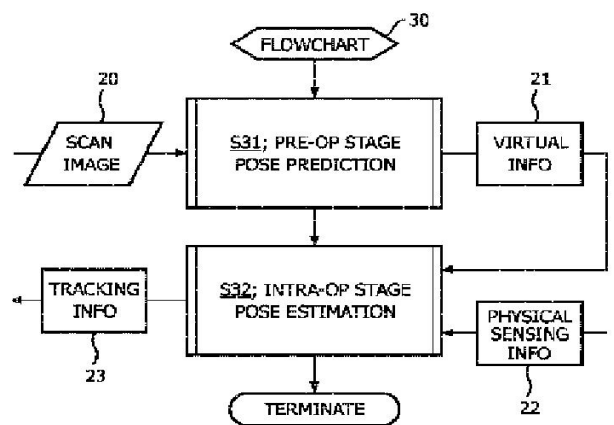 30
FLOWCHART
20
21
SCAN
IMAGE
S31; PRE-OP STAGE
POSE PREDICTION
VIRTUAL
INFO
TRACKING
INFO
S32; INTRA-OP STAGE
POSE ESTIMATION
PHYSICAL
SENSING
INFO
23
22
TERMINATE